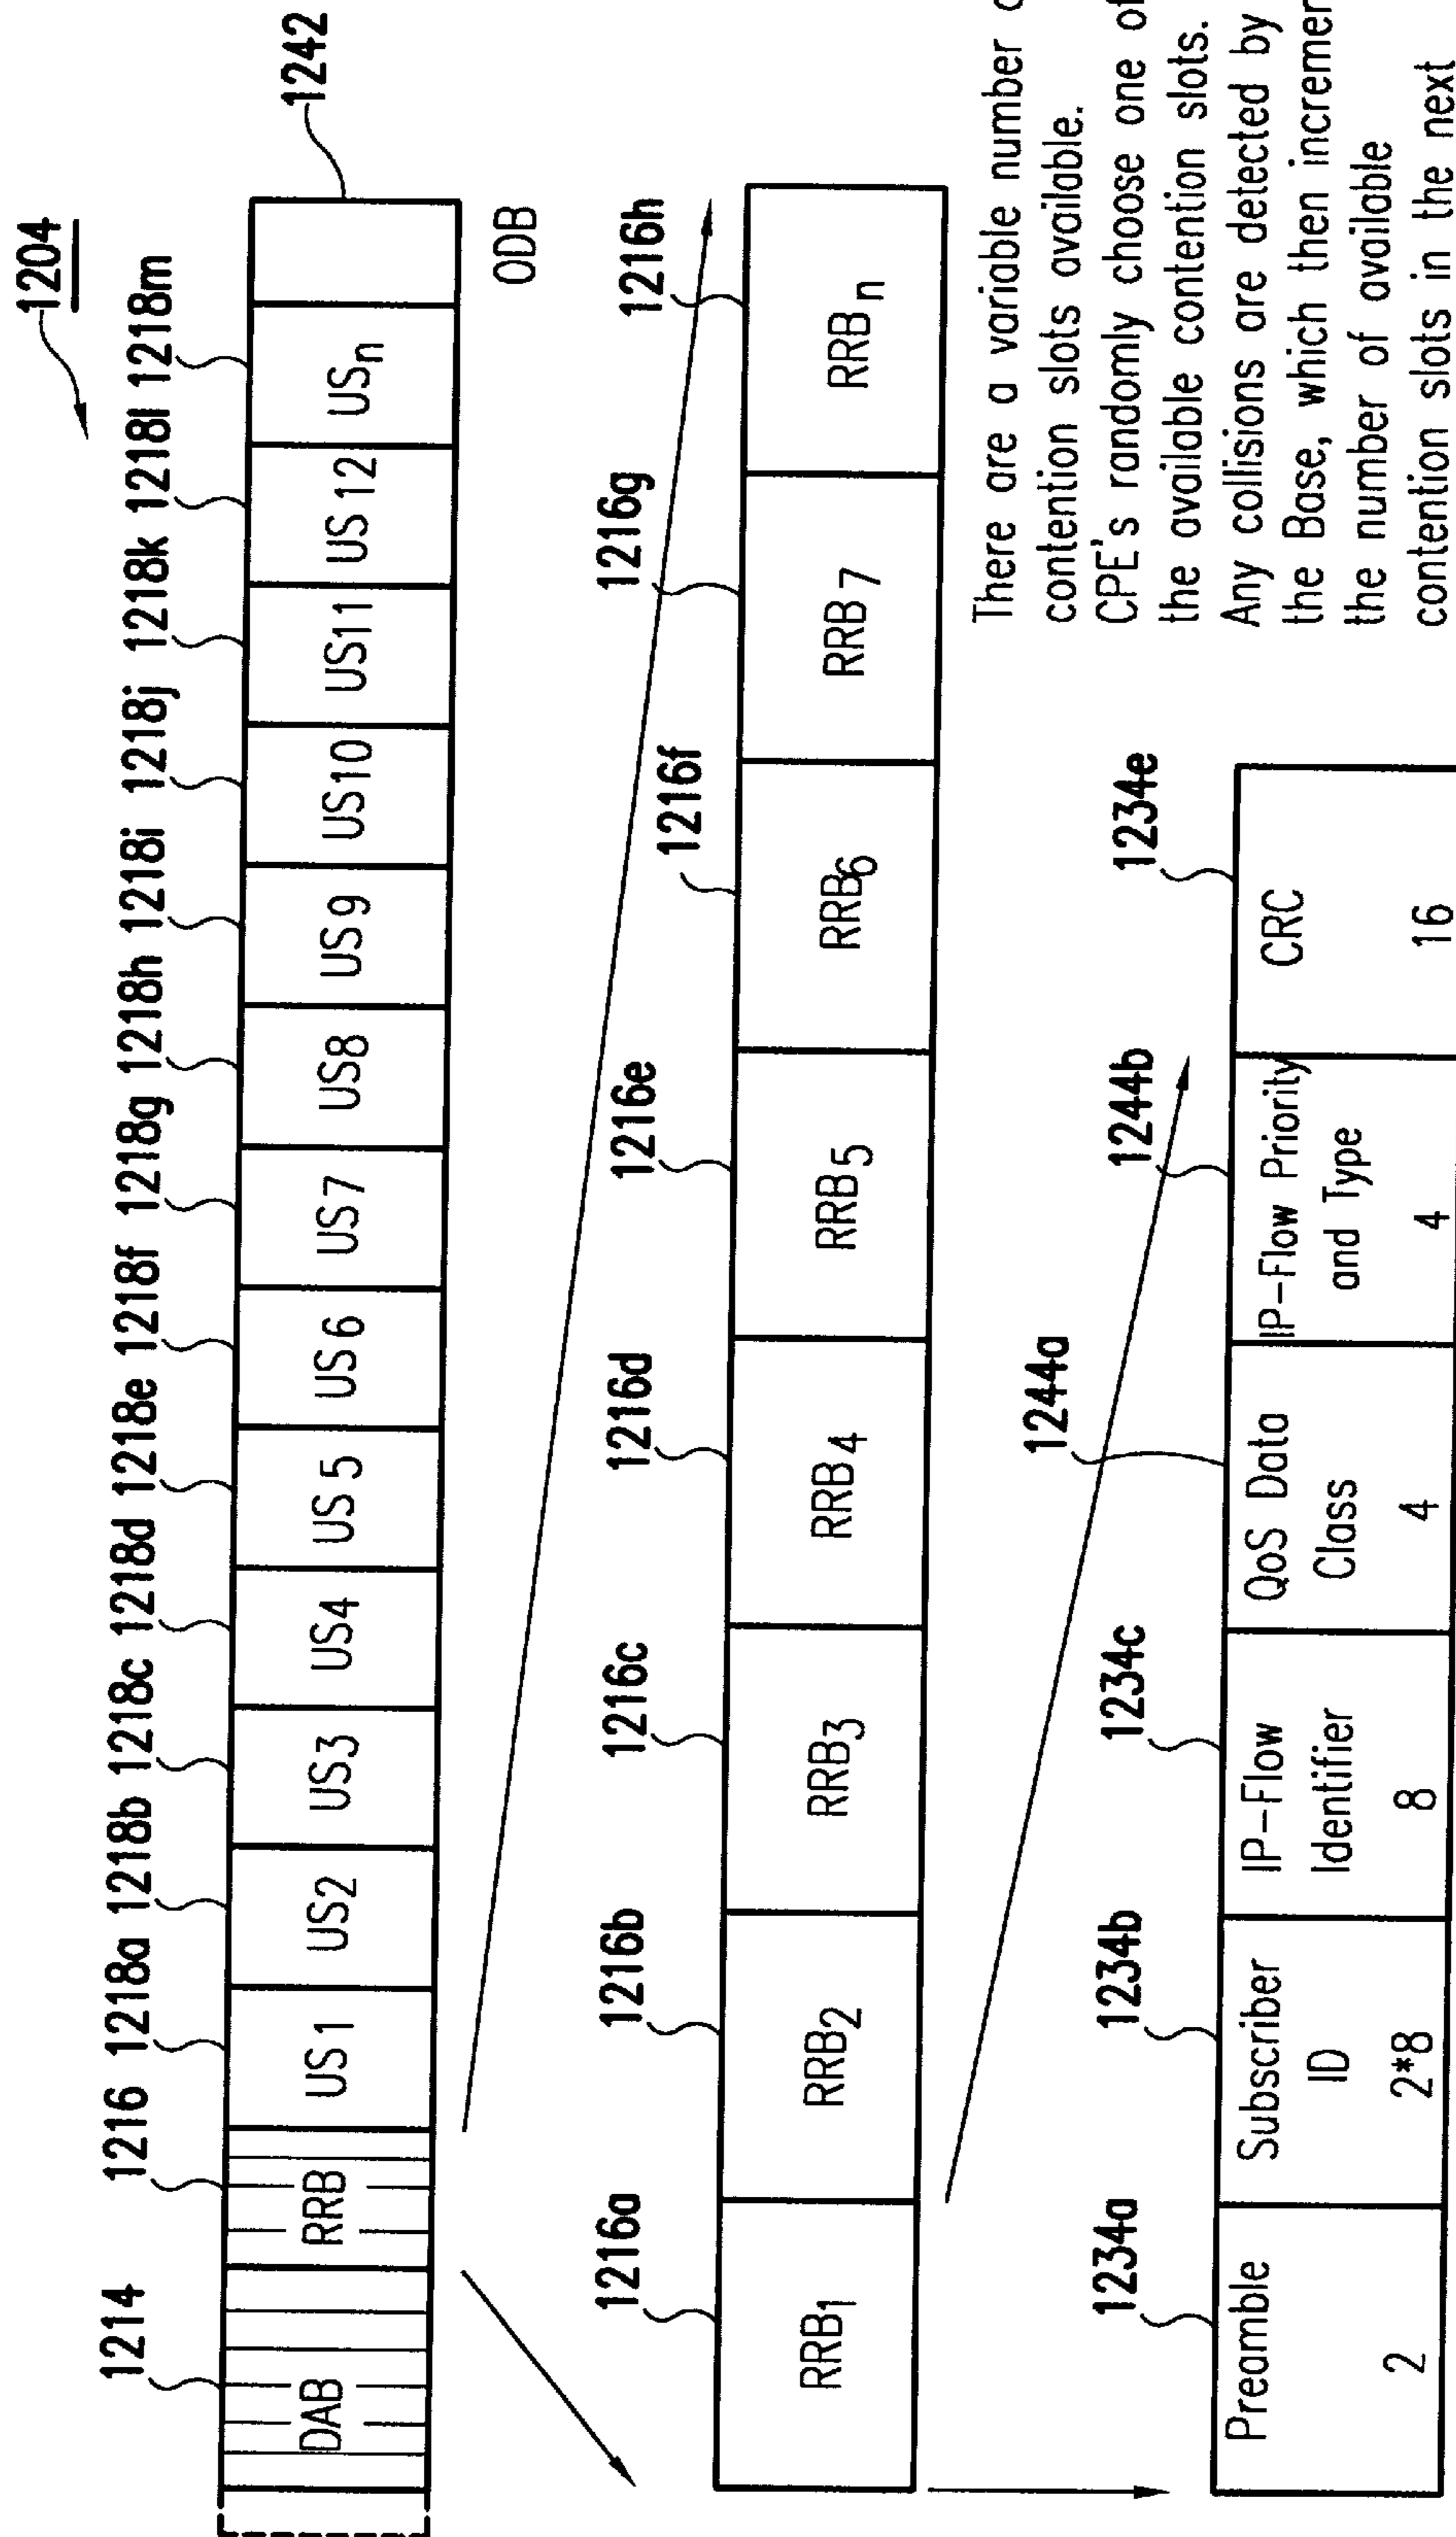 1204
1214 1216 1218a 1218b 1218c 1218d 1218e 1218f 1218g 1218h 1218i 1218j 1218k 1218l 1218m
1242
DAB RRB US1 US2 US3 US4 US5 US6 US7 US8 US9 US10 US11 US12 USn
ODB
1216a 1216b 1216c 1216d 1216e 1216f 1216g 1216h
RRB1 RRB2 RRB3 RRB4 RRB5 RRB6 RRB7 RRBn
There are a variable number
contention slots available.
CPE's randomly choose one of
the available contention slots.
Any collisions are detected by
the Base, which then
the number of available
contention slots in the next
1234a 1234b 1234c 1244a 1244b 1234e
Preamble
2
Subscriber
ID
2*8
IP-Flow
Identifier
8
QoS Data
Class
4
IP-Flow Priority
and Type
4
CRC
16